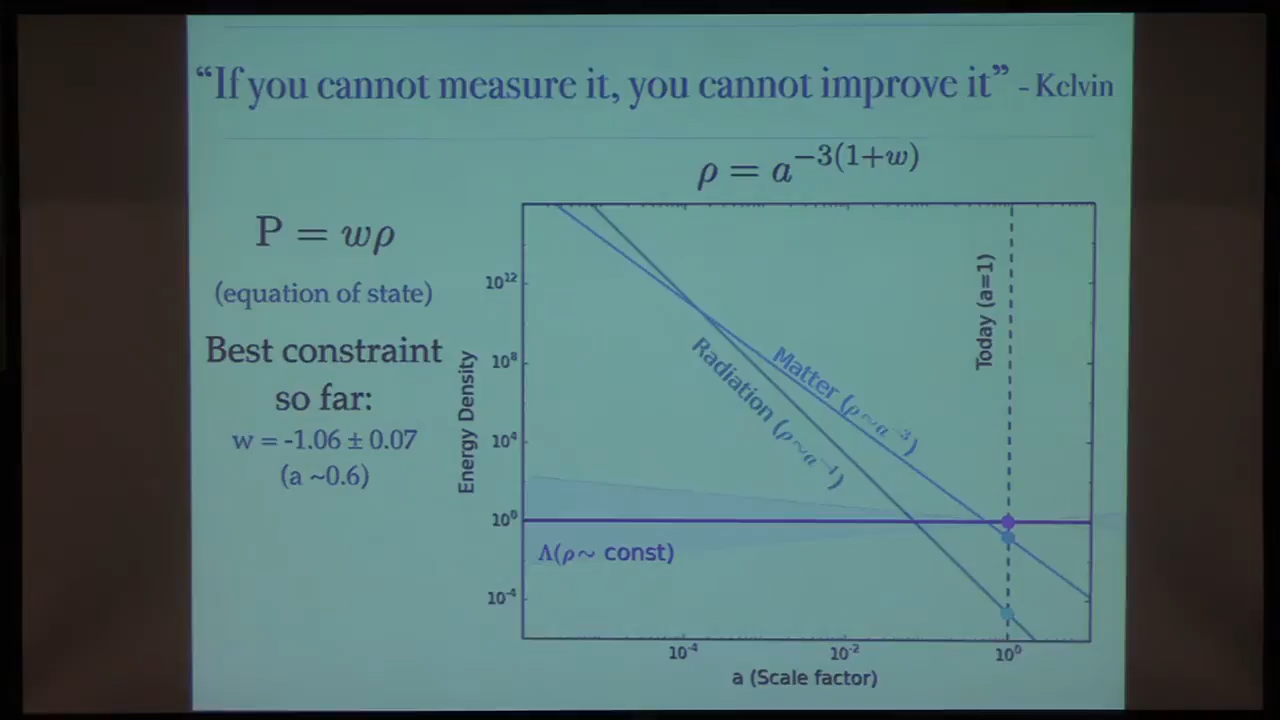 “If you cannot measure it, you cannot improve it” - Kelvin
ρ = a^{-3(1+w)}
P = wρ
(equation of state)
Best constraint
so far:
w = -1.06 ± 0.07
(a ~0.6)
Energy Density
10^{12}
10^{8}
10^{4}
10^{0}
10^{-4}
Radiation (ρ~a^{-4})
Matter (ρ~a^{-3})
Today (a=1)
Λ(ρ~ const)
10^{-4}
10^{-2}
10^{0}
a (Scale factor)